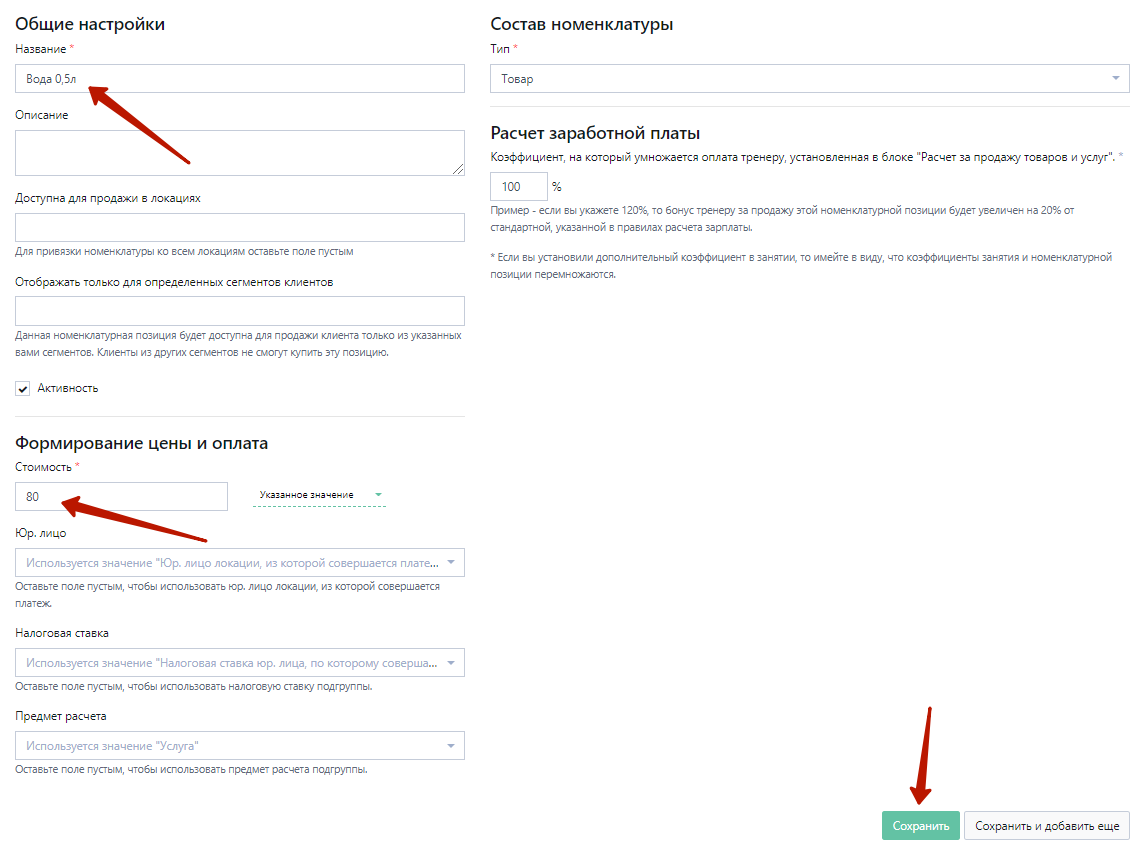 Общие настройки
Название *
Вода 0,5л
Описание
Доступна для продажи в локациях
Для привязки номенклатуры ко всем локациям оставьте поле пустым
Отображать только для определенных сегментов клиентов
Данная номенклатурная позиция будет доступна для продажи клиента только из указанных
вами сегментов. Клиенты из других сегментов не смогут купить эту позицию.
Активность
Формирование цены и оплата
Стоимость *
80
Указанное значение
Юр. лицо
Используется значение "Юр. лицо локации, из которой совершается плате...
Оставьте поле пустым, чтобы использовать юр. лицо локации, из которой совершается
платеж.
Налоговая ставка
Используется значение "Налоговая ставка юр. лица, по которому соверша...
Оставьте поле пустым, чтобы использовать налоговую ставку подгруппы.
Предмет расчета
Используется значение "Услуга"
Оставьте поле пустым, чтобы использовать предмет расчета подгруппы.
Состав номенклатуры
Тип *
Товар
Расчет заработной платы
Коэффициент, на который умножается оплата тренеру, установленная в блоке "Расчет за продажу товаров и услуг". *
100 %
Пример - если вы укажете 120%, то бонус тренеру за продажу этой номенклатурной позиции будет увеличен на 20% от
стандартной, указанной в правилах расчета зарплаты.
* Если вы установили дополнительный коэффициент в занятии, то имейте в виду, что коэффициенты занятия и номенклатурной
позиции перемножаются.
Сохранить
Сохранить и добавить еще